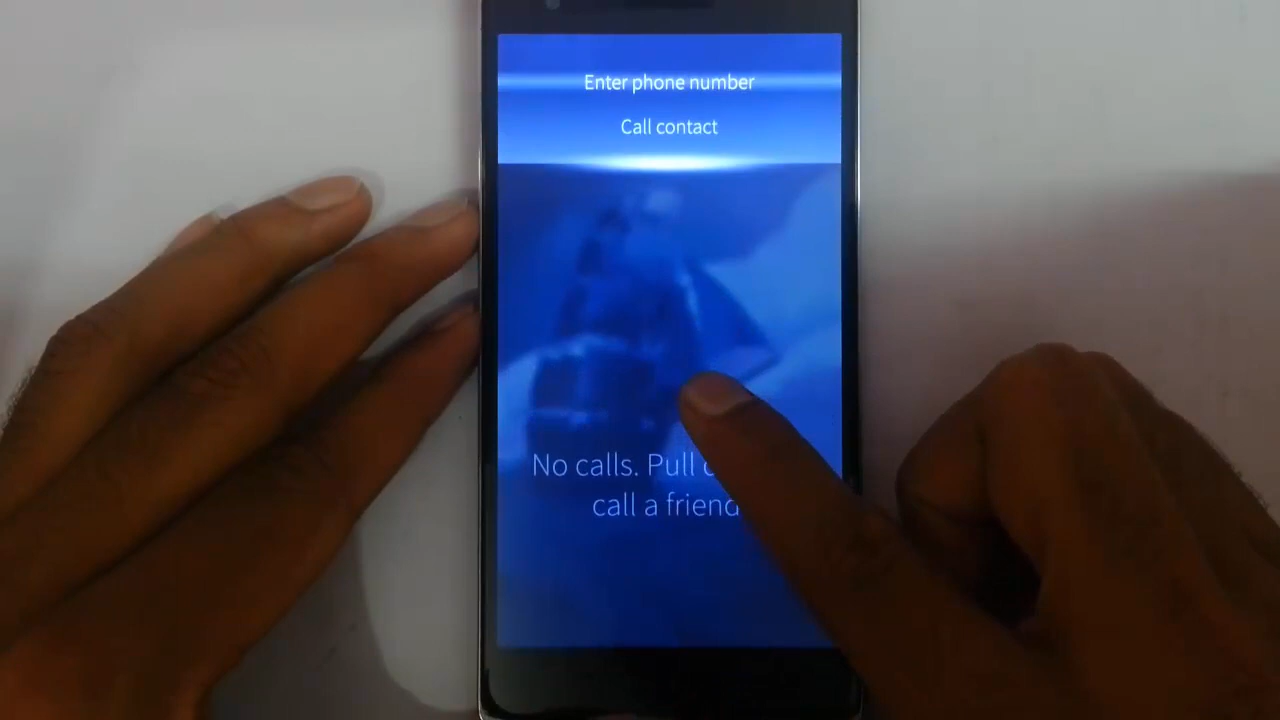 Enter phone number
Call contact
No calls. Pull
call a friend